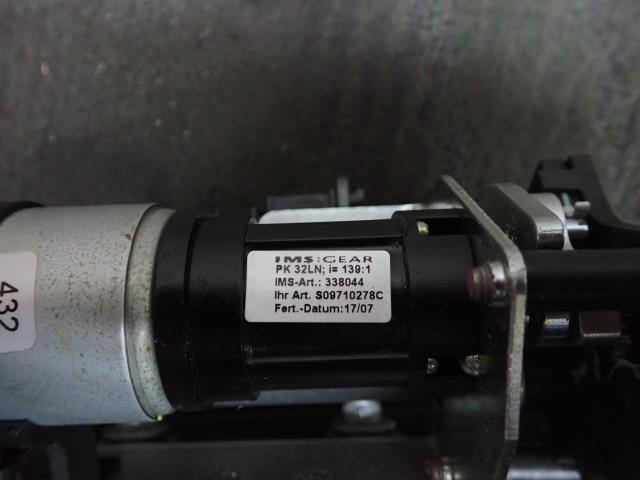 IMS:GEAR
PK 32LN; i= 139:1
IMS-Art.: 338044
Ihr Art. S09710278C
Fert.-Datum:17/07
432